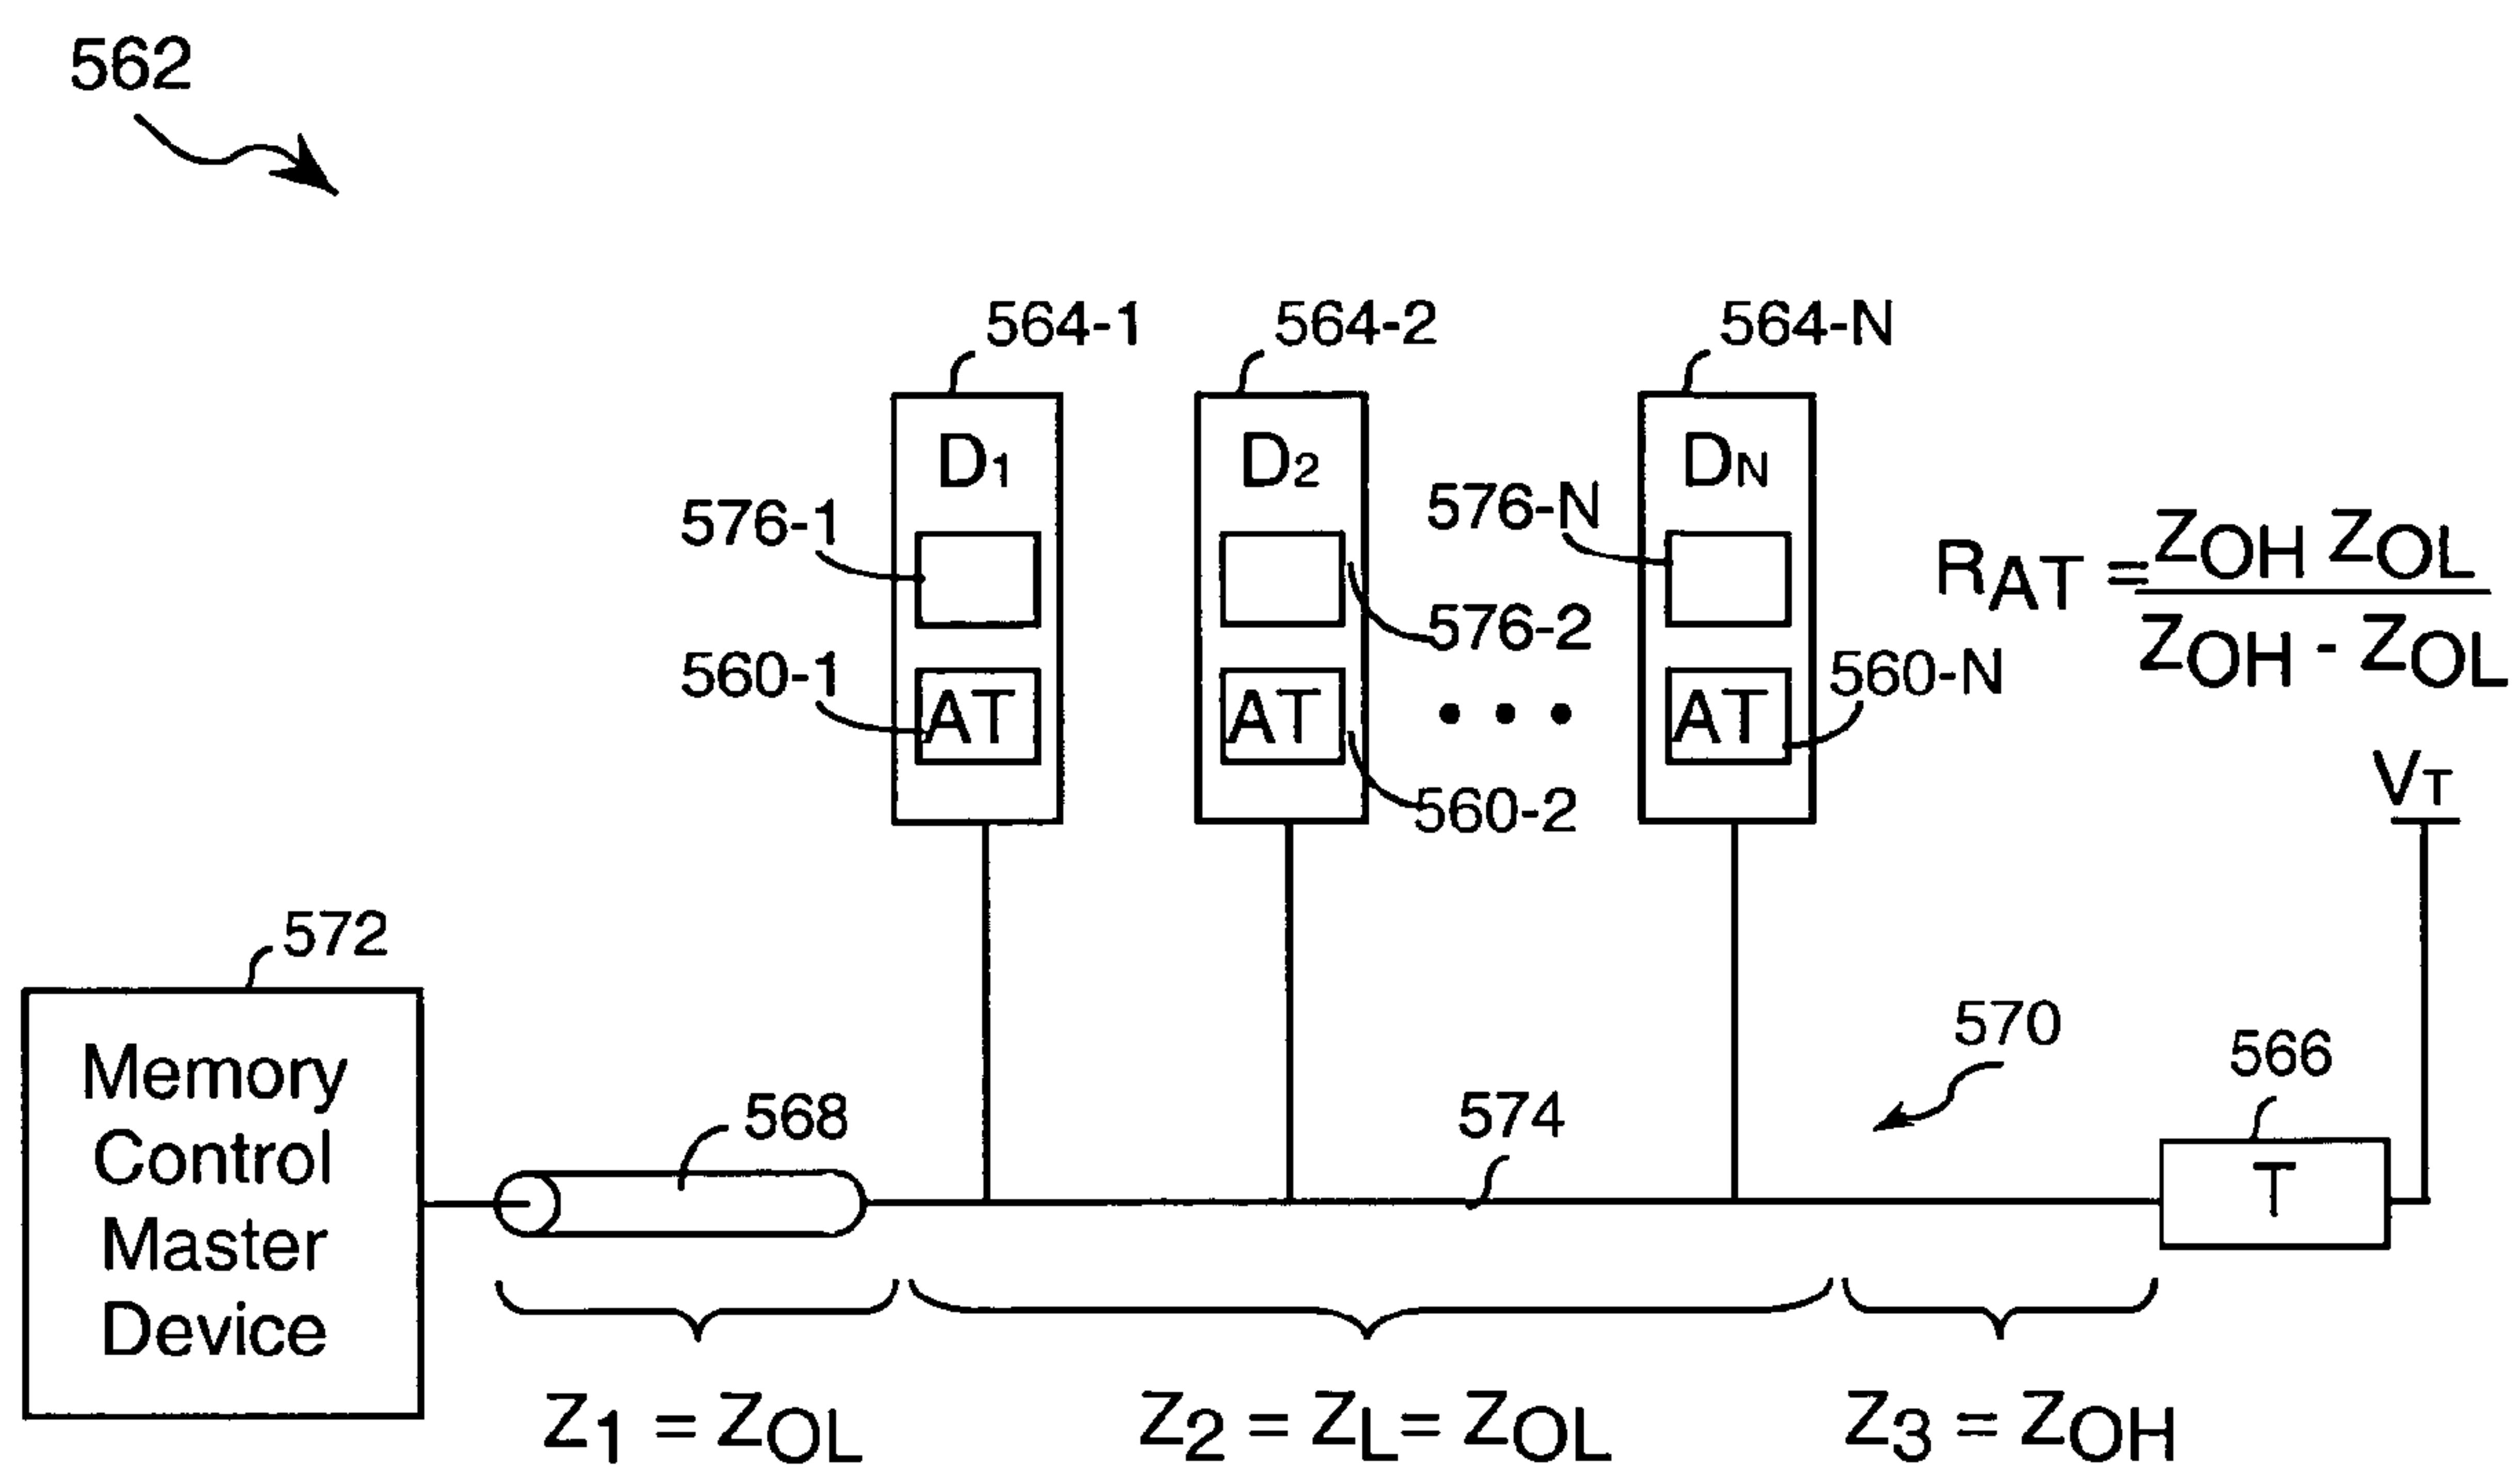 562
564-1
564-2
564-N
D1
D2
DN
576-1
576-N
576-2
RAT = ZOH ZOL
ZOH - ZOL
560-1
AT
AT
AT
560-N
560-2
VT
572
Memory
Control
Master
Device
568
574
570
566
T
Z1 = ZOL
Z2 = ZL= ZOL
Z3 = ZOH